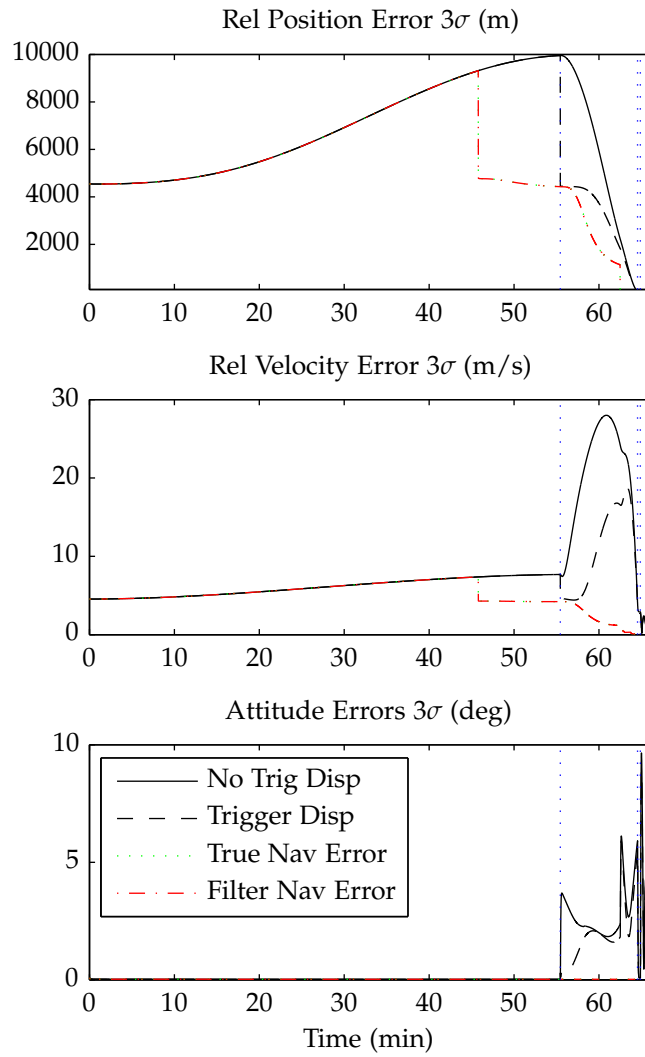 Rel Position Error 3σ (m)
10000
8000
6000
4000
2000
0 10 20 30 40 50 60
Rel Velocity Error 3σ (m/s)
30
20
10
0
0 10 20 30 40 50 60
Attitude Errors 3σ (deg)
10
5
0
No Trig Disp
Trigger Disp
True Nav Error
Filter Nav Error
0 10 20 30 40 50 60
Time (min)